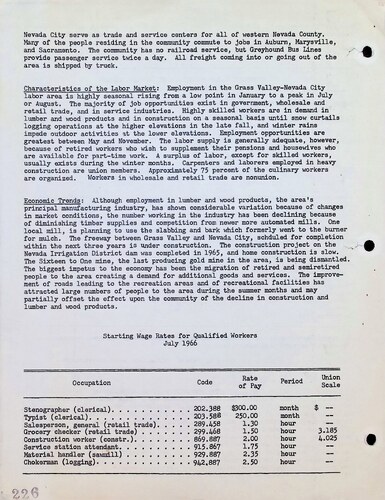 Nevada City serve as trade and service centers for all of western Nevada County.
Many of the people residing in the community commute to jobs in Auburn, Marysville,
and Sacramento. The community has no railroad service, but Greyhound Bus Lines
provide passenger service twice a day. All freight coming into or going out of the
area is shipped by truck.
Characteristics of the Labor Market: Employment in the Grass Valley-Nevada City
labor area is highly seasonal rising from a low point in January to a peak in July
or August. The majority of job opportunities exist in government, wholesale and
retail trade, and in service industries. Highly skilled workers are in demand in
lumber and wood products and in construction on a seasonal basis until snow curtails
logging operations at the higher elevations in the late fall, and winter rains
impede outdoor activities at the lower elevations. Employment opportunities are
greatest between May and November. The labor supply is generally adequate, however,
because of retired workers who wish to supplement their pensions and housewives who
are available for part-time work. A surplus of labor, except for skilled workers,
usually exists during the winter months. Carpenters and laborers employed in heavy
construction are union members. Approximately 75 percent of the culinary workers
are organized. Workers in wholesale and retail trade are nonunion.
Economic Trends: Although employment in lumber and wood products, the area's
principal manufacturing industry, has shown considerable variation because of changes
in market conditions, the number working in the industry has been declining because
of diminishing timber supplies and competition from newer automated mills. One
local mill, is planning to use the slabbing and bark which formerly went to the burner
for mulch. The freeway between Grass Valley and Nevada City, scheduled for completion
within the next three years is under construction. The construction project on the
Nevada Irrigation District dam was completed in 1965, and home construction is slow.
The Sixteen to One mine, the last producing gold mine in the area, is being dismantled.
The biggest impetus to the economy has been the migration of retired and semiretired
people to the area creating a demand for additional goods and services. The improve-
ment of roads leading to the recreation areas and of recreational facilities has
attracted large numbers of people to the area during the summer months and may
partially offset the effect upon the community of the decline in construction and
lumber and wood products.
Starting Wage Rates for Qualified Workers
July 1966
Occupation Code Rate of Pay Period Union Scale
Stenographer (clerical). . . . . . . . . . . . 202.388 $300.00 month $ --
Typist (clerical). . . . . . . . . . . . . . . 203.588 250.00 month --
Salesperson, general (retail trade). . . . . . 289.458 1.30 hour --
Grocery checker (retail trade) . . . . . . . . 299.468 1.50 hour 3.185
Construction worker (constr.). . . . . . . . . 869.887 2.00 hour 4.025
Service station attendant. . . . . . . . . . . 915.867 1.75 hour --
Material handler (sawmill) . . . . . . . . . . 929.887 2.35 hour --
Chokerman (logging). . . . . . . . . . . . . . 942.887 2.50 hour --
226